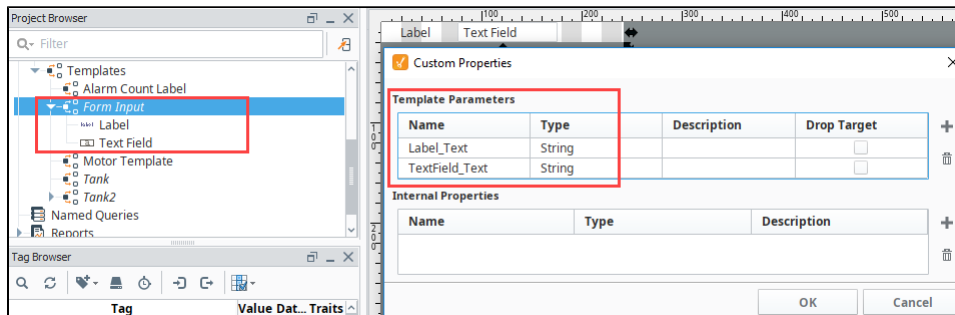 Project Browser
Filter
Templates
Alarm Count Label
Form Input
Label
Text Field
Motor Template
Tank
Tank2
Named Queries
Reports
Tag Browser
Tag Value Dat... Traits
100 200 300 400 500
Label Text Field
100
200
Custom Properties
Template Parameters
Name Type Description Drop Target
Label_Text String
TextField_Text String
Internal Properties
Name Type Description
OK Cancel